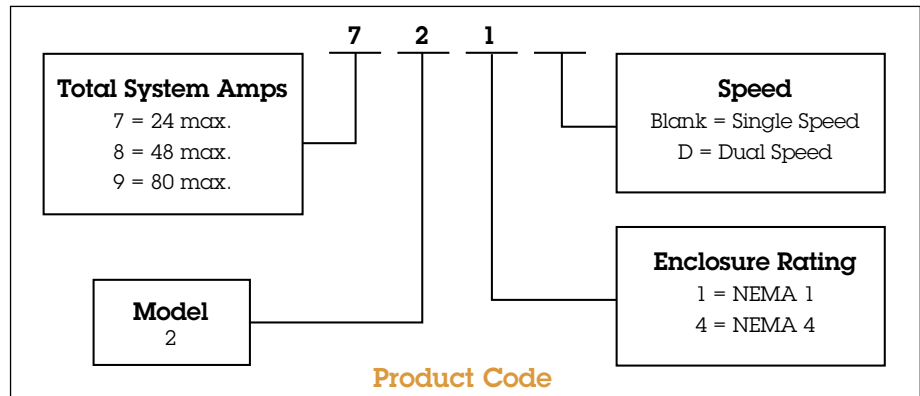 7 2 1
Total System Amps
7 = 24 max.
8 = 48 max.
9 = 80 max.
Speed
Blank = Single Speed
D = Dual Speed
Model
2
Enclosure Rating
1 = NEMA 1
4 = NEMA 4
Product Code